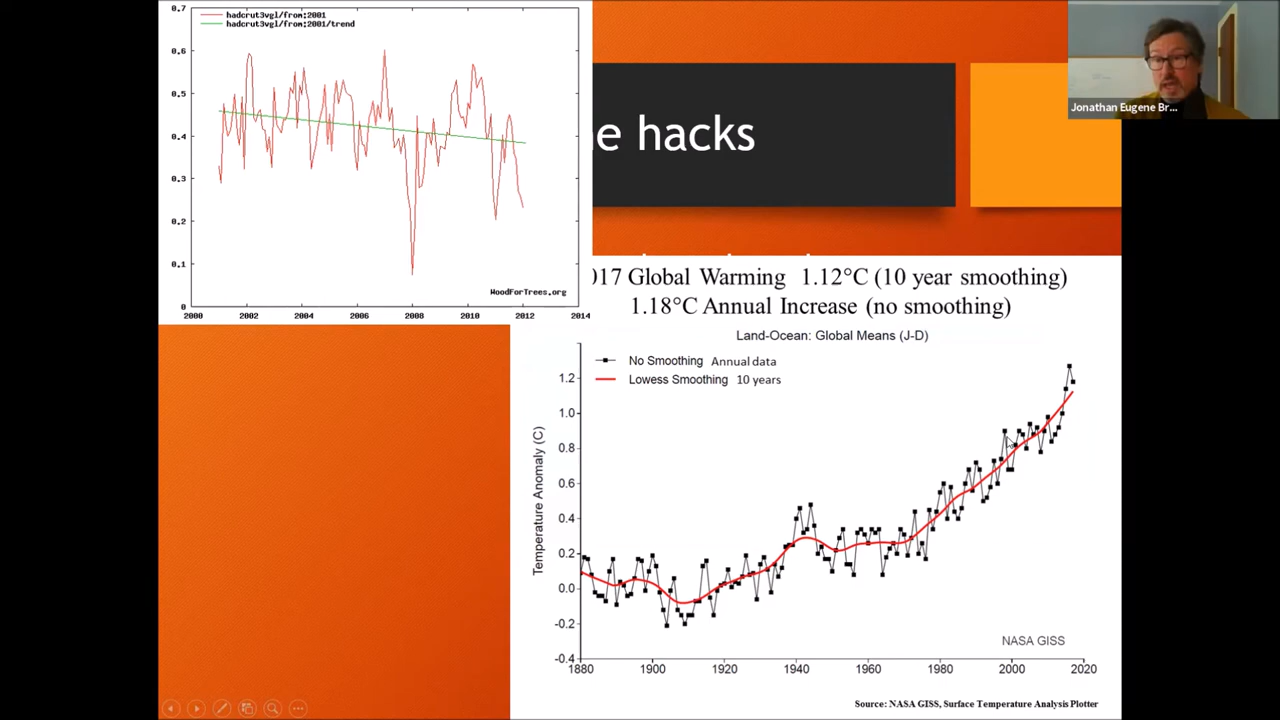 0.7
hadcrut3vgl/from:2001
hadcrut3vgl/from:2001/trend
0.6
0.5
0.4
0.3
0.2
0.1
0
WoodForTrees.org
2000 2002 2004 2006 2008 2010 2012 2014
e hacks
Jonathan Eugene Br...
017 Global Warming 1.12°C (10 year smoothing)
1.18°C Annual Increase (no smoothing)
Land-Ocean: Global Means (J-D)
No Smoothing Annual data
Lowess Smoothing 10 years
Temperature Anomaly (C)
1.2
1.0
0.8
0.6
0.4
0.2
0.0
-0.2
-0.4
NASA GISS
1880 1900 1920 1940 1960 1980 2000 2020
Source: NASA GISS, Surface Temperature Analysis Plotter